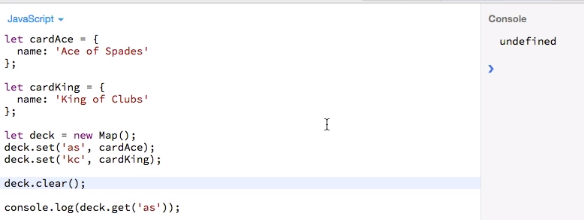 JavaScript
Console
let cardAce = {
  name: 'Ace of Spades'
};
let cardKing = {
  name: 'King of Clubs'
};
let deck = new Map();
deck.set('as', cardAce);
deck.set('kc', cardKing);
deck.clear();
console.log(deck.get('as'));
undefined